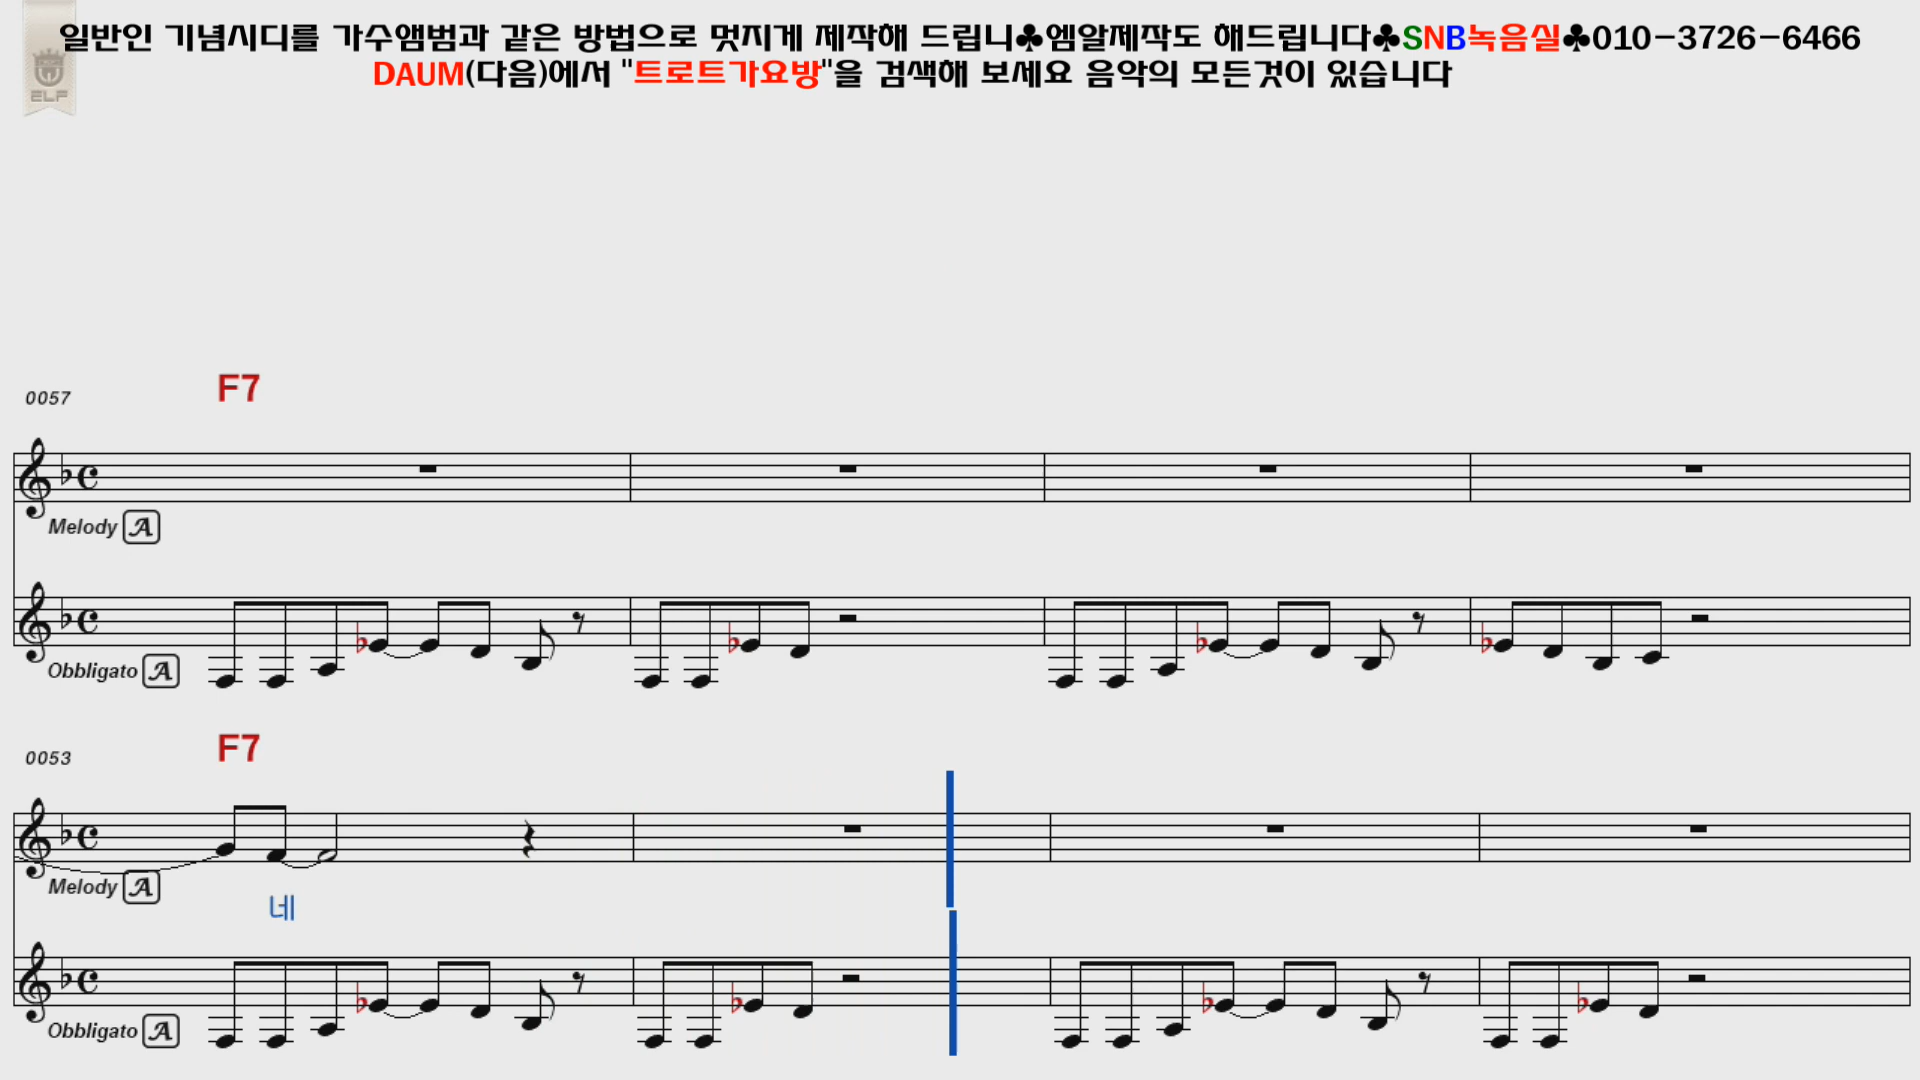 일반인 기념시디를 가수앨범과 같은 방법으로 멋지게 제작해 드립니♣엠알제작도 해드립니다♣SNB녹음실♣010-3726-6466
DAUM(다음)에서 "트로트가요방"을 검색해 보세요 음악의 모든것이 있습니다
ELF
0057 F7
Melody A
Obbligato A
0053 F7
Melody A
네
Obbligato A